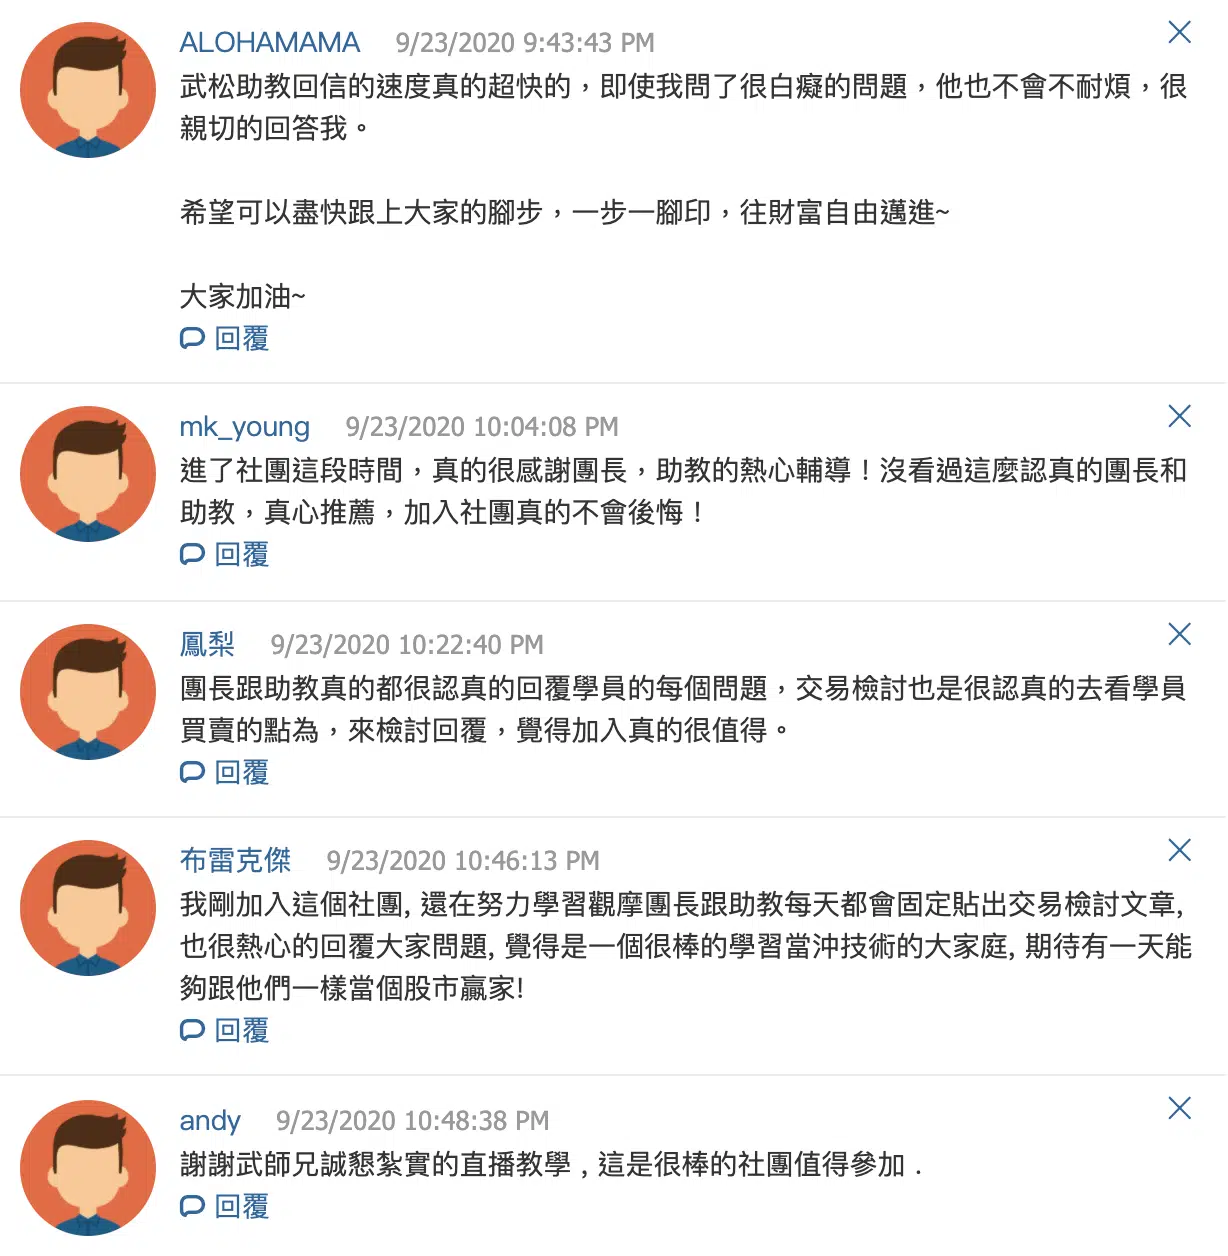 ALOHAMAMA 9/23/2020 9:43:43 PM
武松助教回信的速度真的超快的，即使我問了很白癡的問題，他也不會不耐煩，很
親切的回答我。
希望可以盡快跟上大家的腳步，一步一腳印，往財富自由邁進~
大家加油~
回覆
mk_young 9/23/2020 10:04:08 PM
進了社團這段時間，真的很感謝團長，助教的熱心輔導！沒看過這麼認真的團長和
助教，真心推薦，加入社團真的不會後悔！
回覆
鳳梨 9/23/2020 10:22:40 PM
團長跟助教真的都很認真的回覆學員的每個問題，交易檢討也是很認真的去看學員
買賣的點為，來檢討回覆，覺得加入真的很值得。
回覆
布雷克傑 9/23/2020 10:46:13 PM
我剛加入這個社團, 還在努力學習觀摩團長跟助教每天都會固定貼出交易檢討文章,
也很熱心的回覆大家問題, 覺得是一個很棒的學習當沖技術的大家庭, 期待有一天能
夠跟他們一樣當個股市贏家!
回覆
andy 9/23/2020 10:48:38 PM
謝謝武師兄誠懇紮實的直播教學 , 這是很棒的社團值得參加 .
回覆